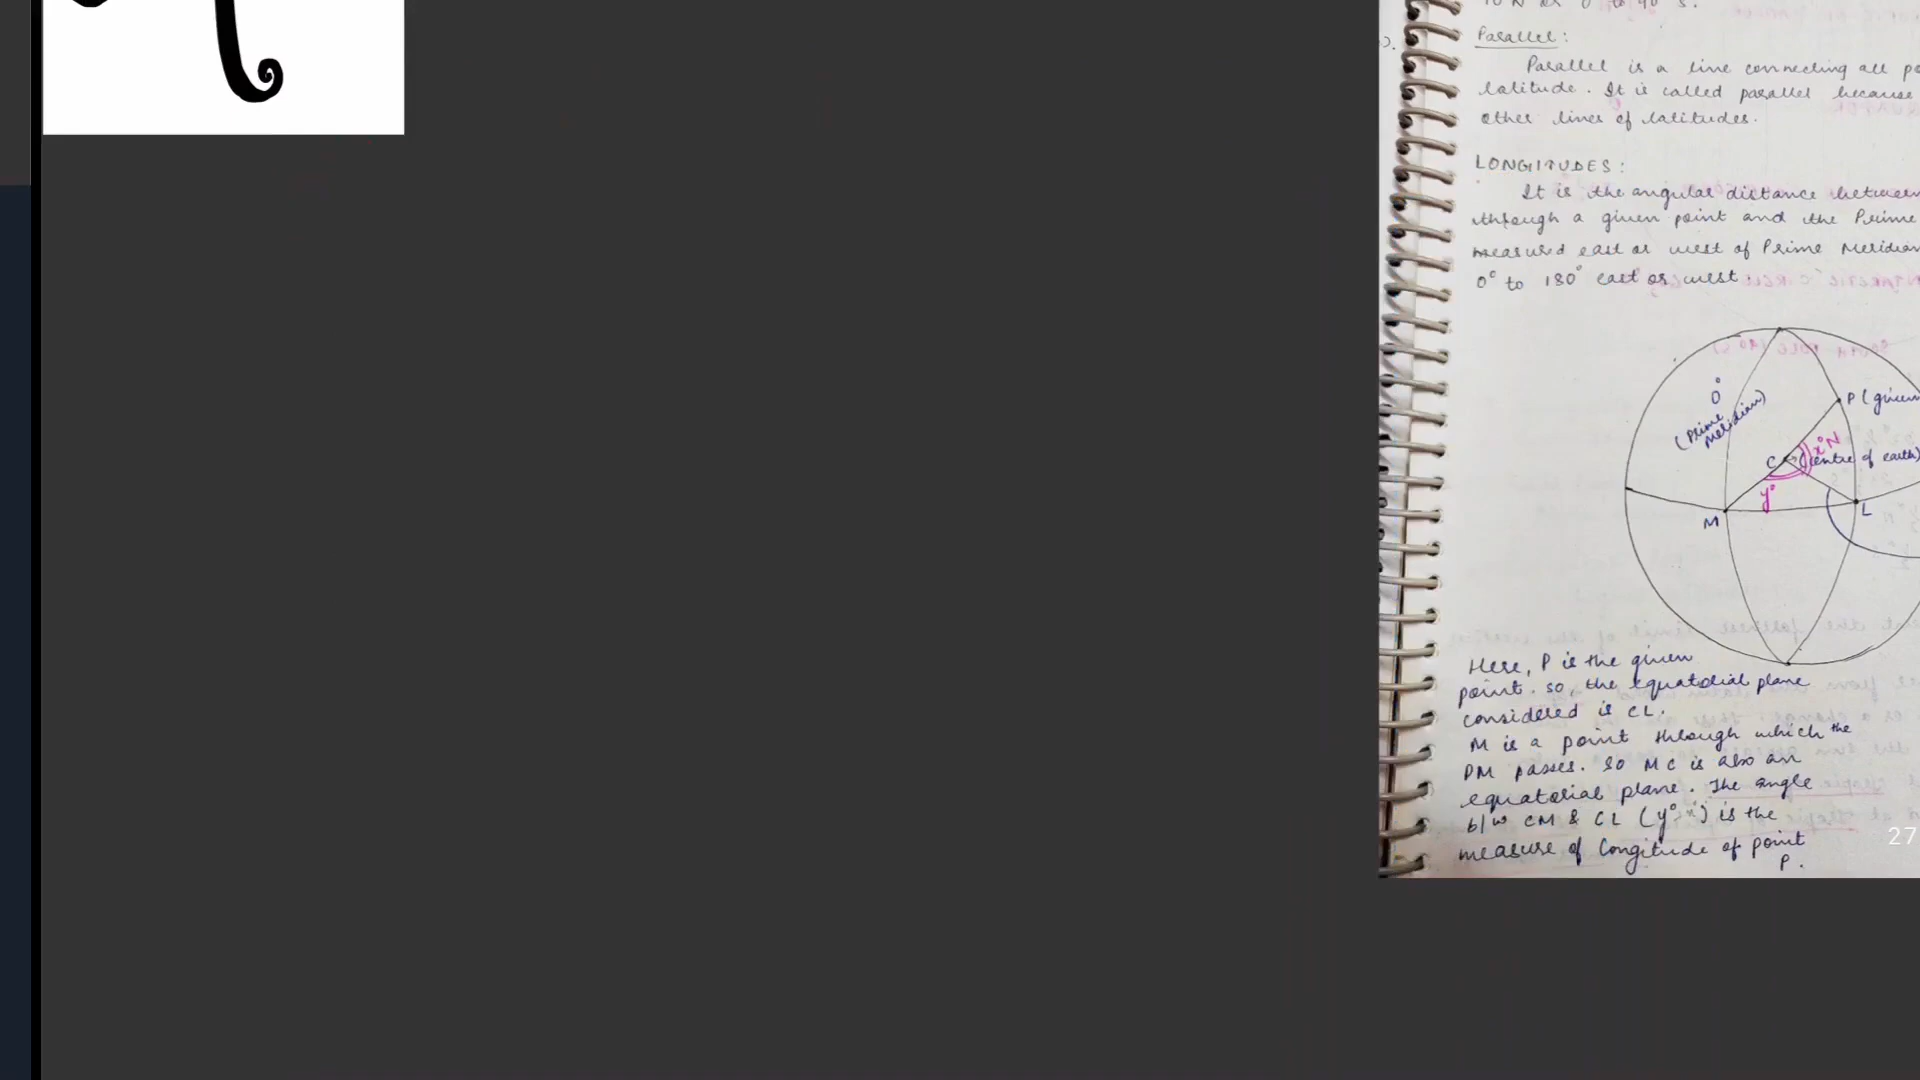 Parallel:
Parallel is a line connecting all
latitude. It is called parallel because
other lines of latitudes.
LONGITUDES:
It is the angular distance between
through a given point and the Prime
measured east or west of Prime Meridian
0° to 180° east or west.
0°
(Prime Meridian)
P (given
x°N
C (centre of earth)
y°
M
L
Here, P is the given
point. so, the equatorial plane
considered is CL.
M is a point through which the
PM passes. So MC is also an
equatorial plane. The angle
b/w CM & CL (y°) is the
measure of longitude of point
P.
27